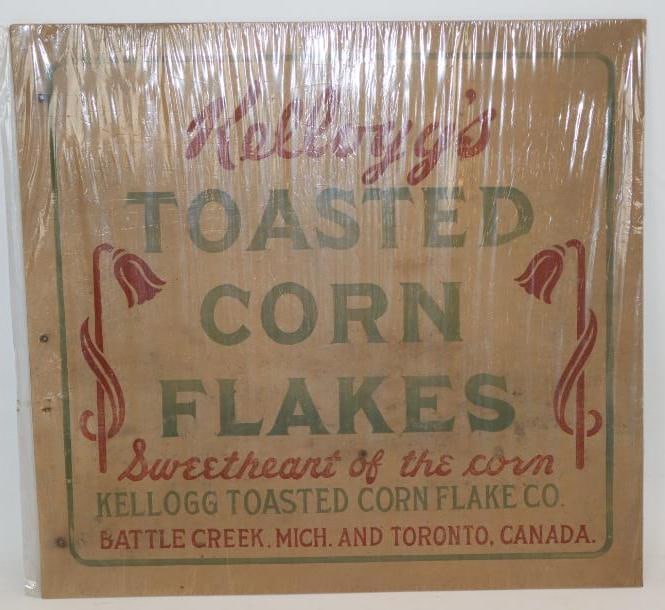 Kellogg's
TOASTED
CORN
FLAKES
Sweetheart of the corn
KELLOGG TOASTED CORN FLAKE CO.
BATTLE CREEK, MICH. AND TORONTO, CANADA.